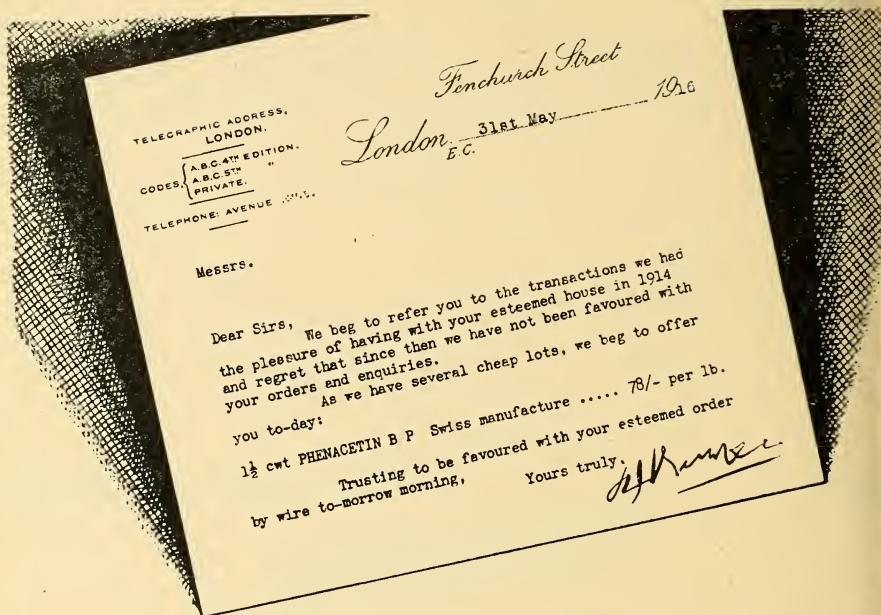 Fenchurch Street
London, E.C. 31st May 1916
TELEGRAPHIC ADDRESS,
LONDON.
CODES, { A.B.C. 4TH EDITION.
A.B.C. 5TH "
PRIVATE.
TELEPHONE: AVENUE
Messrs.
Dear Sirs,
We beg to refer you to the transactions we had
the pleasure of having with your esteemed house in 1914
and regret that since then we have not been favoured with
your orders and enquiries.
As we have several cheap lots, we beg to offer
you to-day:
1½ cwt PHENACETIN B P Swiss manufacture ..... 78/- per lb.
Trusting to be favoured with your esteemed order
by wire to-morrow morning,
Yours truly,